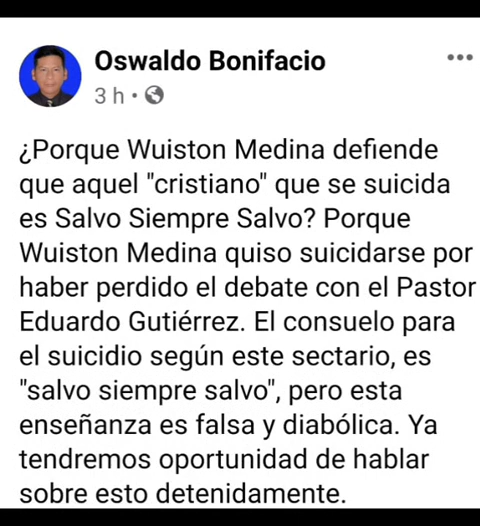 Oswaldo Bonifacio
3 h •
¿Porque Wuiston Medina defiende
que aquel "cristiano" que se suicida
es Salvo Siempre Salvo? Porque
Wuiston Medina quiso suicidarse por
haber perdido el debate con el Pastor
Eduardo Gutiérrez. El consuelo para
el suicidio según este sectario, es
"salvo siempre salvo", pero esta
enseñanza es falsa y diabólica. Ya
tendremos oportunidad de hablar
sobre esto detenidamente.